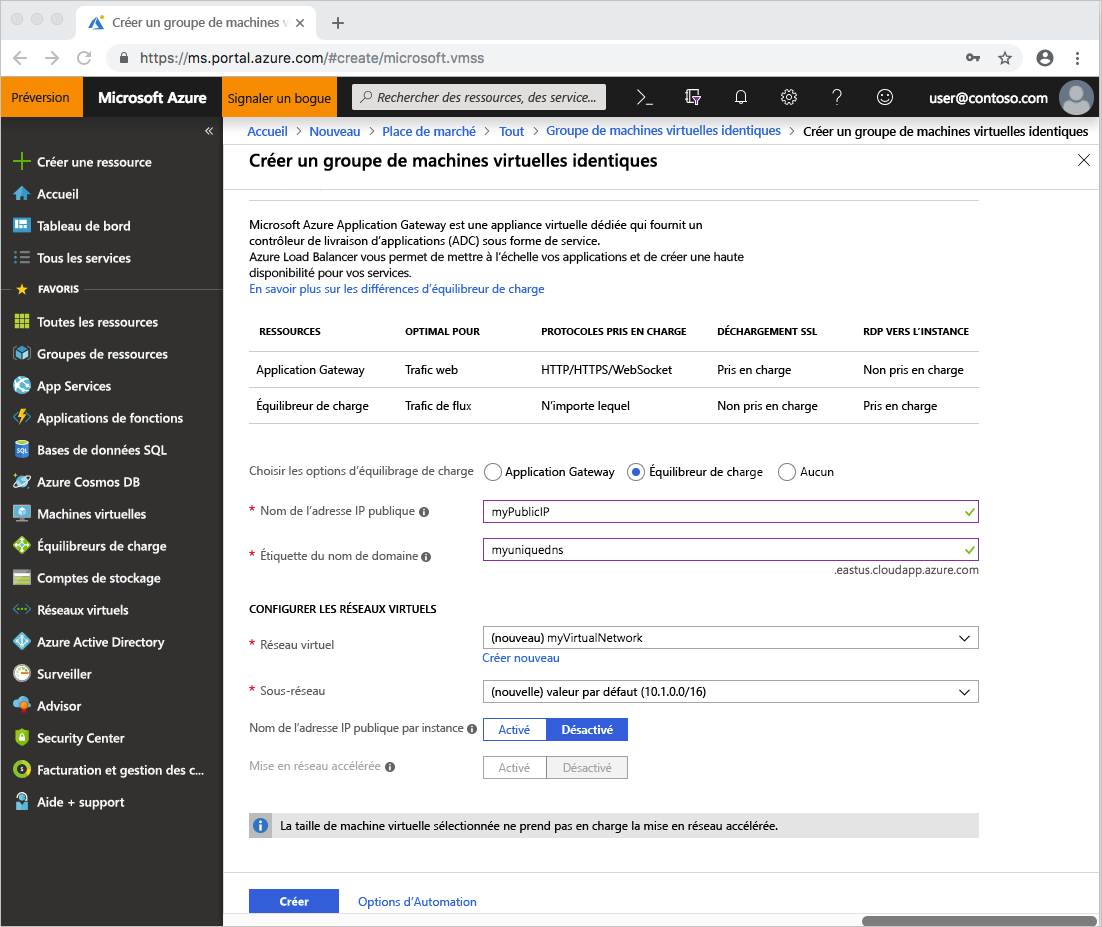 Créer un groupe de machines v
https://ms.portal.azure.com/#create/microsoft.vmss
Préversion
Microsoft Azure
Signaler un bogue
Rechercher des ressources, des service...
user@contoso.com
Accueil > Nouveau > Place de marché > Tout > Groupe de machines virtuelles identiques > Créer un groupe de machines virtuelles identiques
Créer un groupe de machines virtuelles identiques
Créer une ressource
Accueil
Tableau de bord
Tous les services
FAVORIS
Toutes les ressources
Groupes de ressources
App Services
Applications de fonctions
Bases de données SQL
Azure Cosmos DB
Machines virtuelles
Équilibreurs de charge
Comptes de stockage
Réseaux virtuels
Azure Active Directory
Surveiller
Advisor
Security Center
Facturation et gestion des c...
Aide + support
Microsoft Azure Application Gateway est une appliance virtuelle dédiée qui fournit un
contrôleur de livraison d’applications (ADC) sous forme de service.
Azure Load Balancer vous permet de mettre à l’échelle vos applications et de créer une haute
disponibilité pour vos services.
En savoir plus sur les différences d’équilibreur de charge
RESSOURCES OPTIMAL POUR PROTOCOLES PRIS EN CHARGE DÉCHARGEMENT SSL RDP VERS L’INSTANCE
Application Gateway Trafic web HTTP/HTTPS/WebSocket Pris en charge Non pris en charge
Équilibreur de charge Trafic de flux N’importe lequel Non pris en charge Pris en charge
Choisir les options d’équilibrage de charge Application Gateway Équilibreur de charge Aucun
* Nom de l’adresse IP publique myPublicIP
* Étiquette du nom de domaine myuniquedns
.eastus.cloudapp.azure.com
CONFIGURER LES RÉSEAUX VIRTUELS
* Réseau virtuel (nouveau) myVirtualNetwork
Créer nouveau
* Sous-réseau (nouvelle) valeur par défaut (10.1.0.0/16)
Nom de l’adresse IP publique par instance Activé Désactivé
Mise en réseau accélérée Activé Désactivé
La taille de machine virtuelle sélectionnée ne prend pas en charge la mise en réseau accélérée.
Créer Options d’Automation